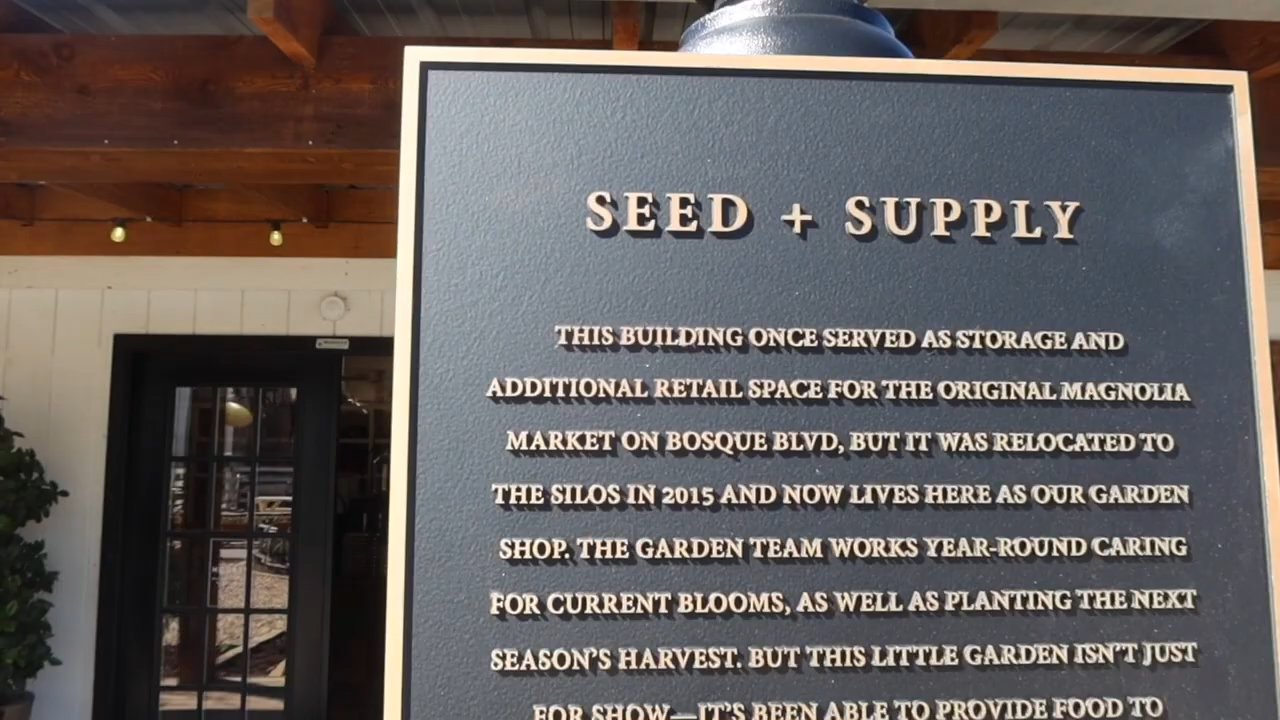 SEED + SUPPLY
THIS BUILDING ONCE SERVED AS STORAGE AND
ADDITIONAL RETAIL SPACE FOR THE ORIGINAL MAGNOLIA
MARKET ON BOSQUE BLVD, BUT IT WAS RELOCATED TO
THE SILOS IN 2015 AND NOW LIVES HERE AS OUR GARDEN
SHOP. THE GARDEN TEAM WORKS YEAR-ROUND CARING
FOR CURRENT BLOOMS, AS WELL AS PLANTING THE NEXT
SEASON'S HARVEST. BUT THIS LITTLE GARDEN ISN'T JUST
FOR SHOW—IT'S BEEN ABLE TO PROVIDE FOOD TO